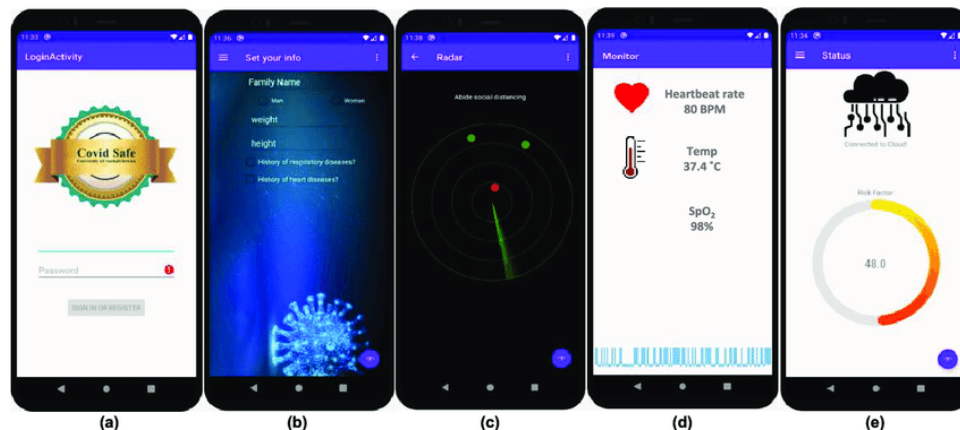 11:33
LoginActivity
Covid Safe
University of Saskatchewan
Password
SIGN IN OR REGISTER
(a)
11:36
Set your info
Family Name
Man Woman
weight
height
History of respiratory diseases?
History of heart diseases?
(b)
11:38
Radar
Abide social distancing
(c)
11:39
Monitor
Heartbeat rate
80 BPM
Temp
37.4 °C
SpO₂
98%
(d)
11:34
Status
Connected to Cloud!
Risk Factor
48.0
(e)